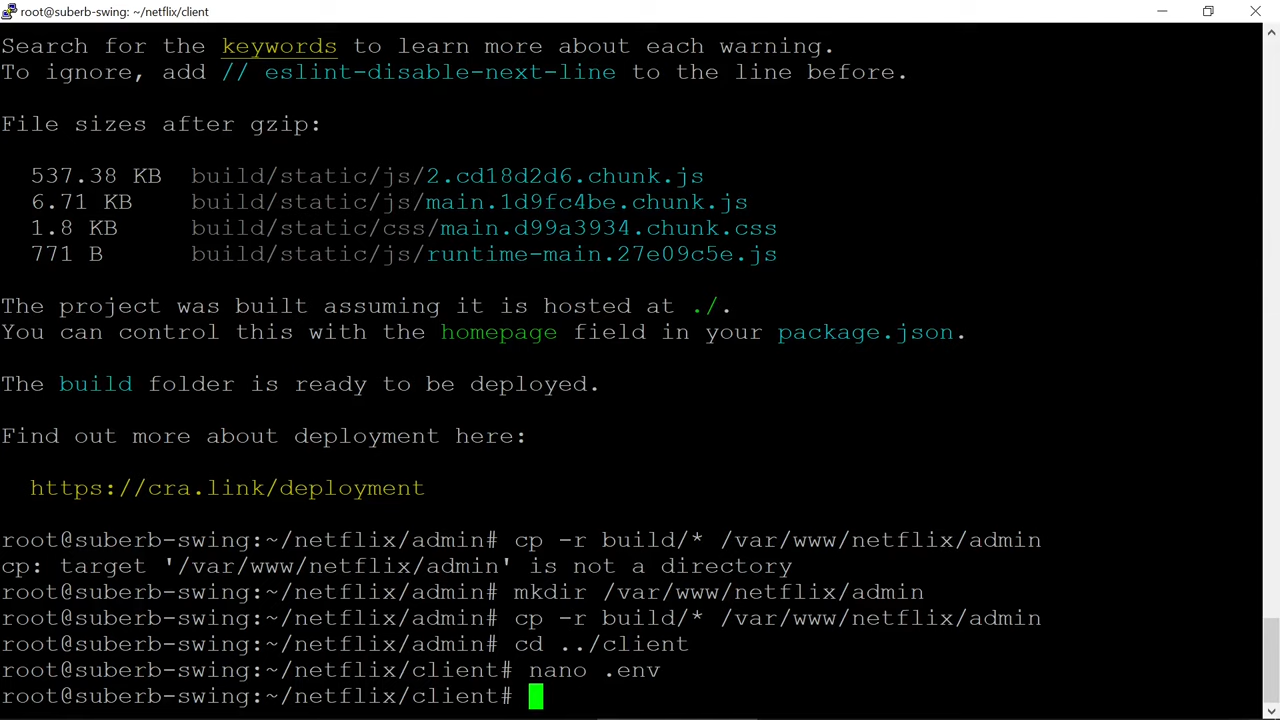 root@suberb-swing: ~/netflix/client
Search for the keywords to learn more about each warning.
To ignore, add // eslint-disable-next-line to the line before.
File sizes after gzip:
537.38 KB  build/static/js/2.cd18d2d6.chunk.js
6.71 KB    build/static/js/main.1d9fc4be.chunk.js
1.8 KB     build/static/css/main.d99a3934.chunk.css
771 B      build/static/js/runtime-main.27e09c5e.js
The project was built assuming it is hosted at ./.
You can control this with the homepage field in your package.json.
The build folder is ready to be deployed.
Find out more about deployment here:
https://cra.link/deployment
root@suberb-swing:~/netflix/admin# cp -r build/* /var/www/netflix/admin
cp: target '/var/www/netflix/admin' is not a directory
root@suberb-swing:~/netflix/admin# mkdir /var/www/netflix/admin
root@suberb-swing:~/netflix/admin# cp -r build/* /var/www/netflix/admin
root@suberb-swing:~/netflix/admin# cd ../client
root@suberb-swing:~/netflix/client# nano .env
root@suberb-swing:~/netflix/client#